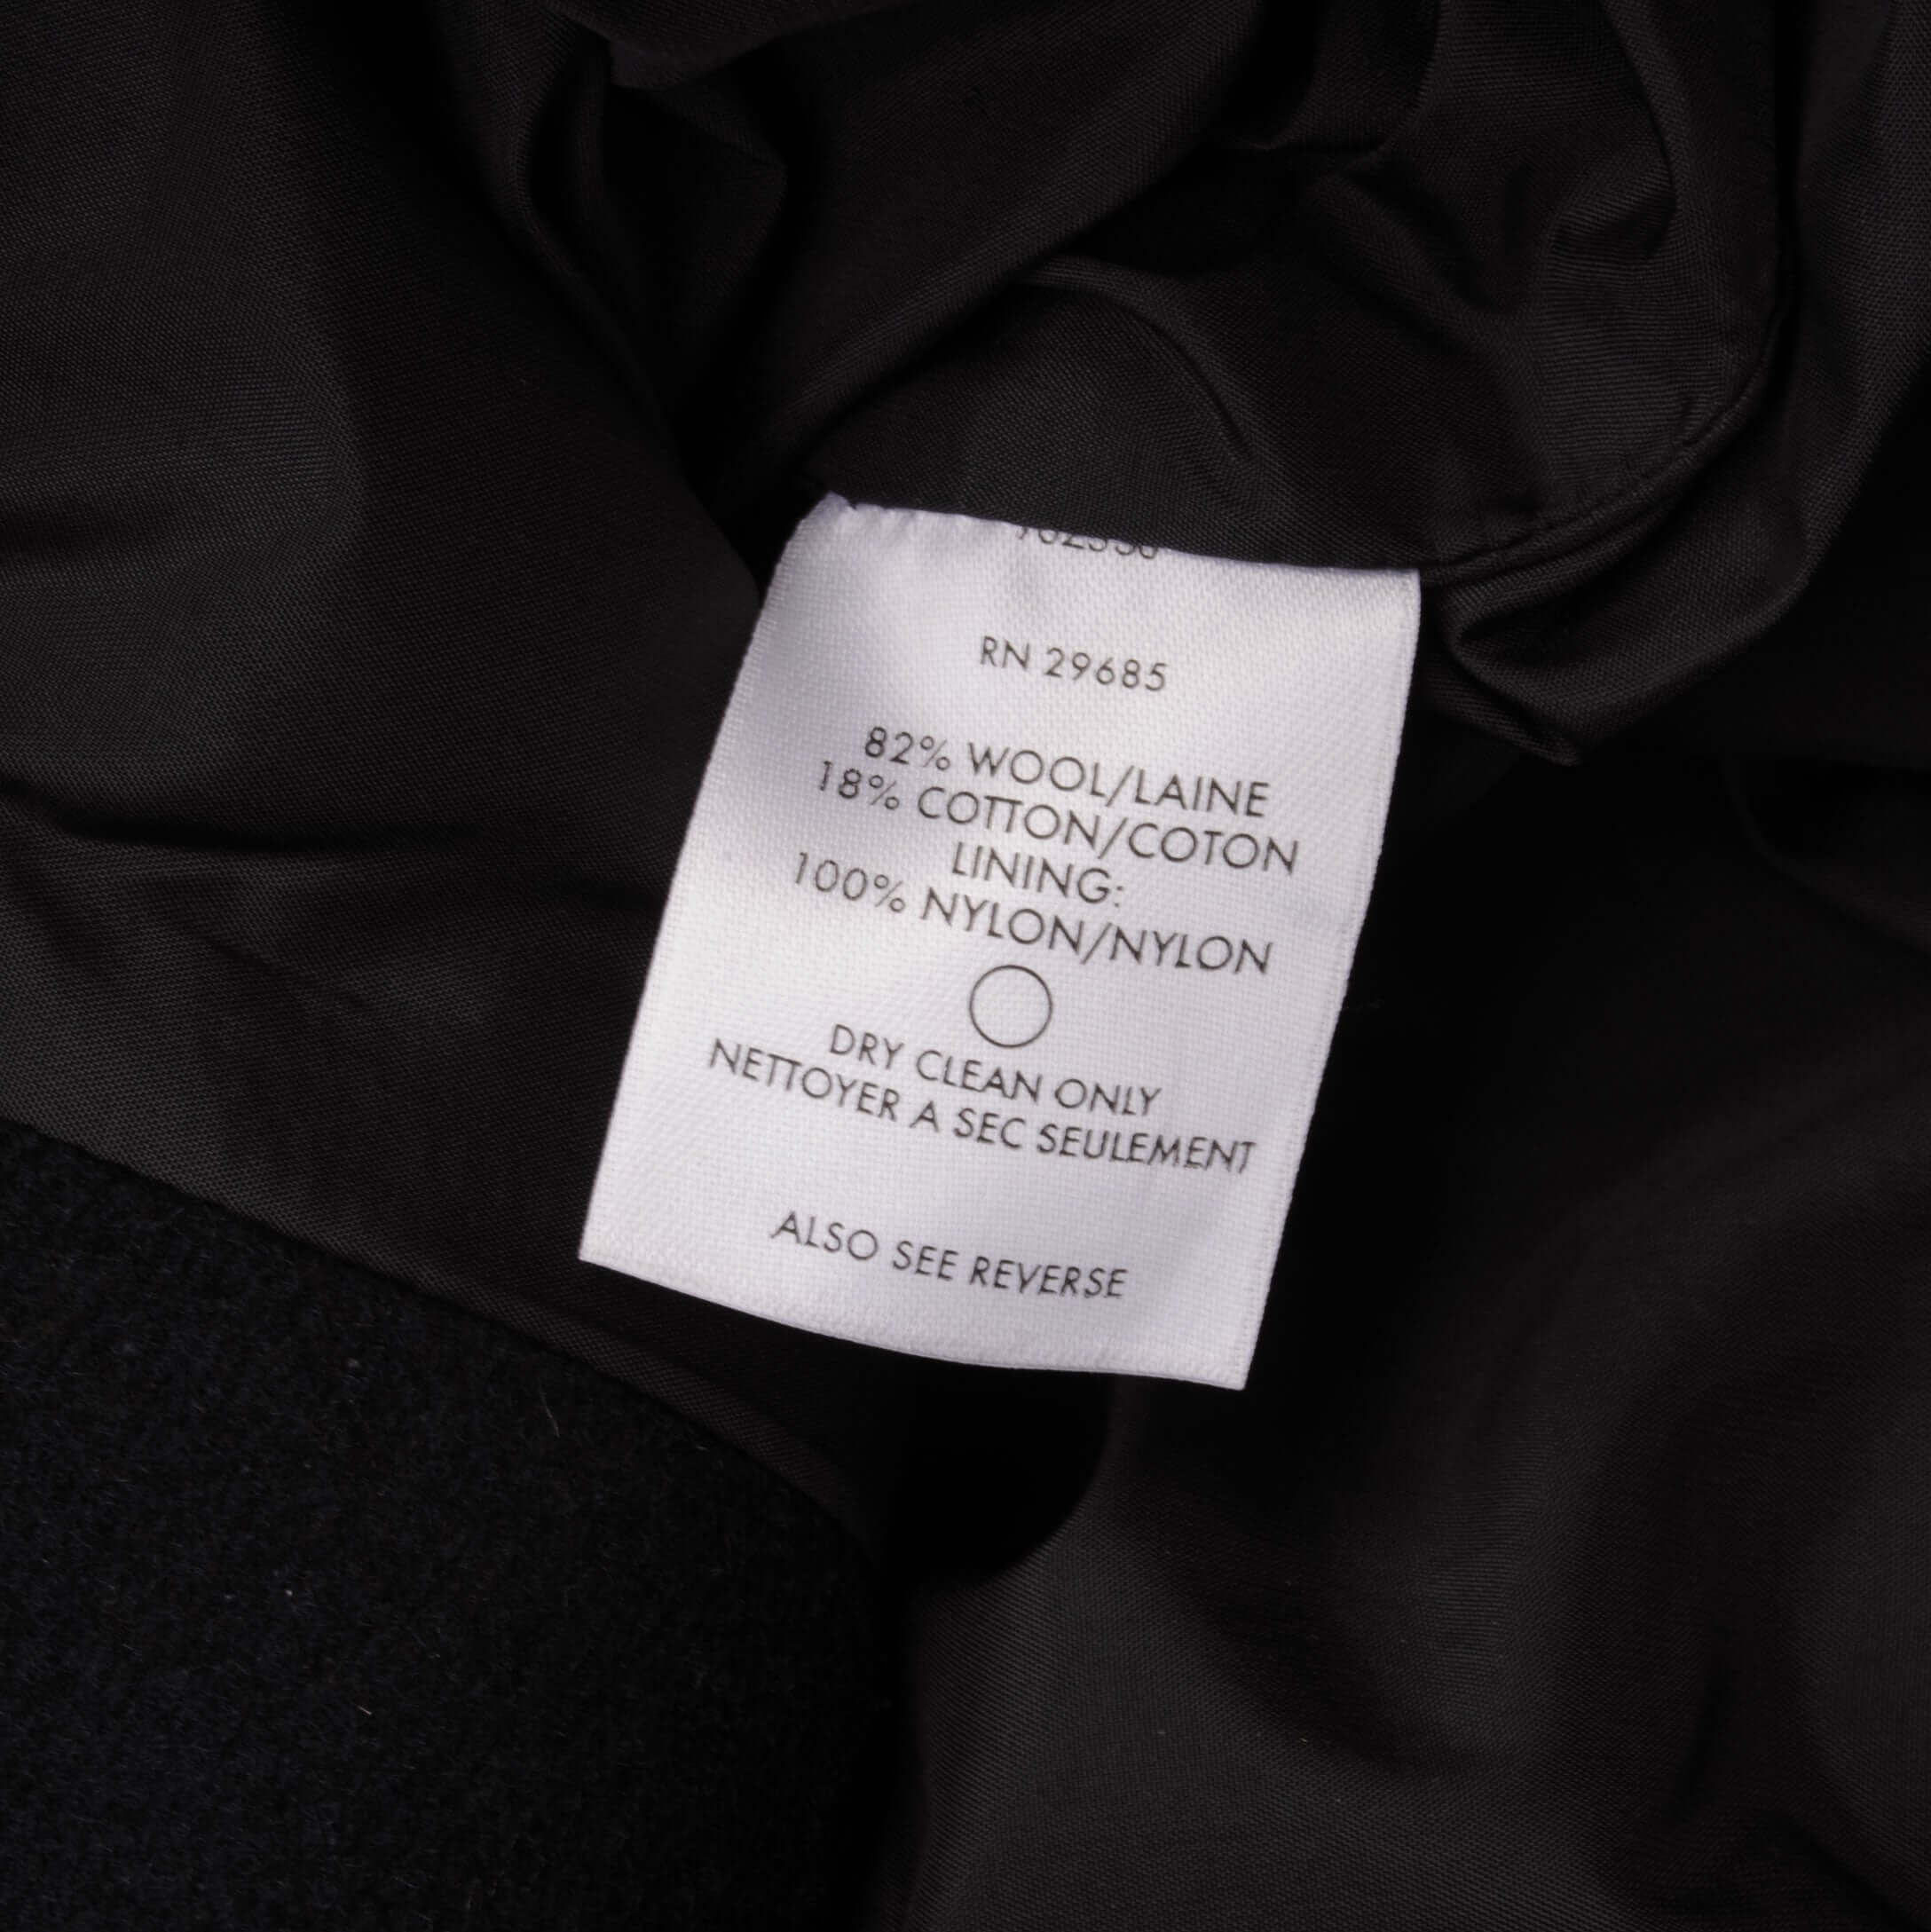 RN 29685
82% WOOL/LAINE
18% COTTON/COTON
LINING:
100% NYLON/NYLON
DRY CLEAN ONLY
NETTOYER A SEC SEULEMENT
ALSO SEE REVERSE